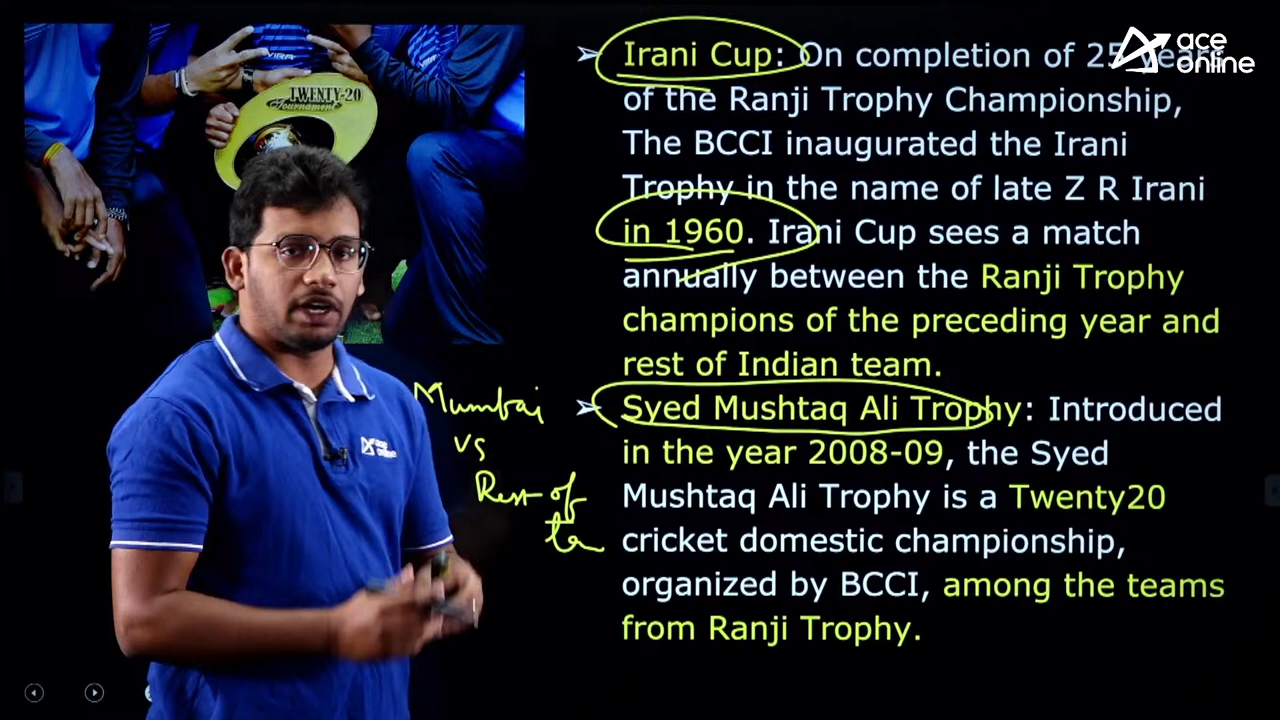 TWENTY-20
Tournament
ace
online
➢ Irani Cup: On completion of 25 years
of the Ranji Trophy Championship,
The BCCI inaugurated the Irani
Trophy in the name of late Z R Irani
in 1960. Irani Cup sees a match
annually between the Ranji Trophy
champions of the preceding year and
rest of Indian team.
➢ Syed Mushtaq Ali Trophy: Introduced
in the year 2008-09, the Syed
Mushtaq Ali Trophy is a Twenty20
cricket domestic championship,
organized by BCCI, among the teams
from Ranji Trophy.
Mumbai
vs
Rest of
ace
online